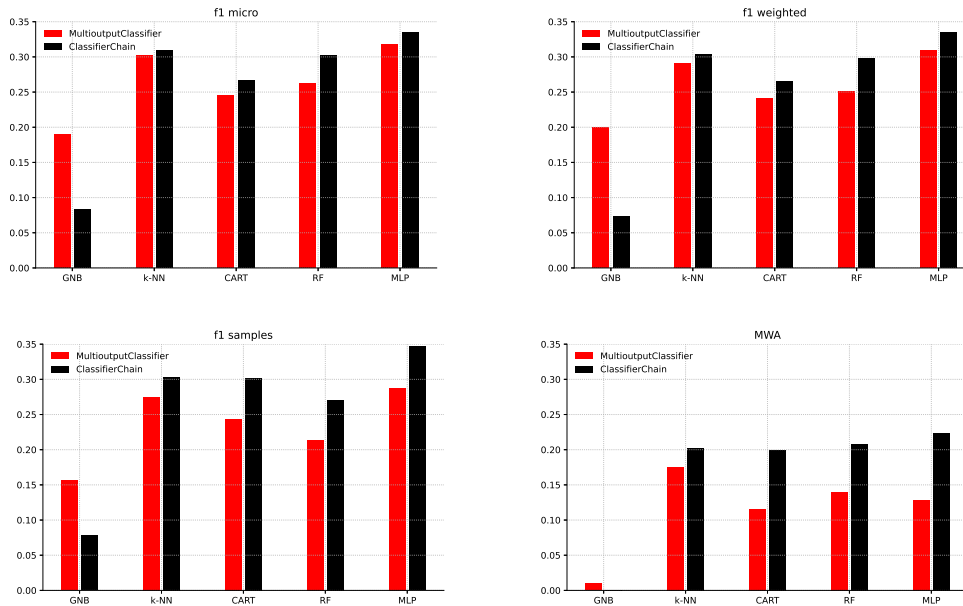 f1 micro
0.35
0.30
0.25
0.20
0.15
0.10
0.05
0.00
MultioutputClassifier
ClassifierChain
GNB k-NN CART RF MLP
f1 weighted
0.35
0.30
0.25
0.20
0.15
0.10
0.05
0.00
MultioutputClassifier
ClassifierChain
GNB k-NN CART RF MLP
f1 samples
0.35
0.30
0.25
0.20
0.15
0.10
0.05
0.00
MultioutputClassifier
ClassifierChain
GNB k-NN CART RF MLP
MWA
0.35
0.30
0.25
0.20
0.15
0.10
0.05
0.00
MultioutputClassifier
ClassifierChain
GNB k-NN CART RF MLP